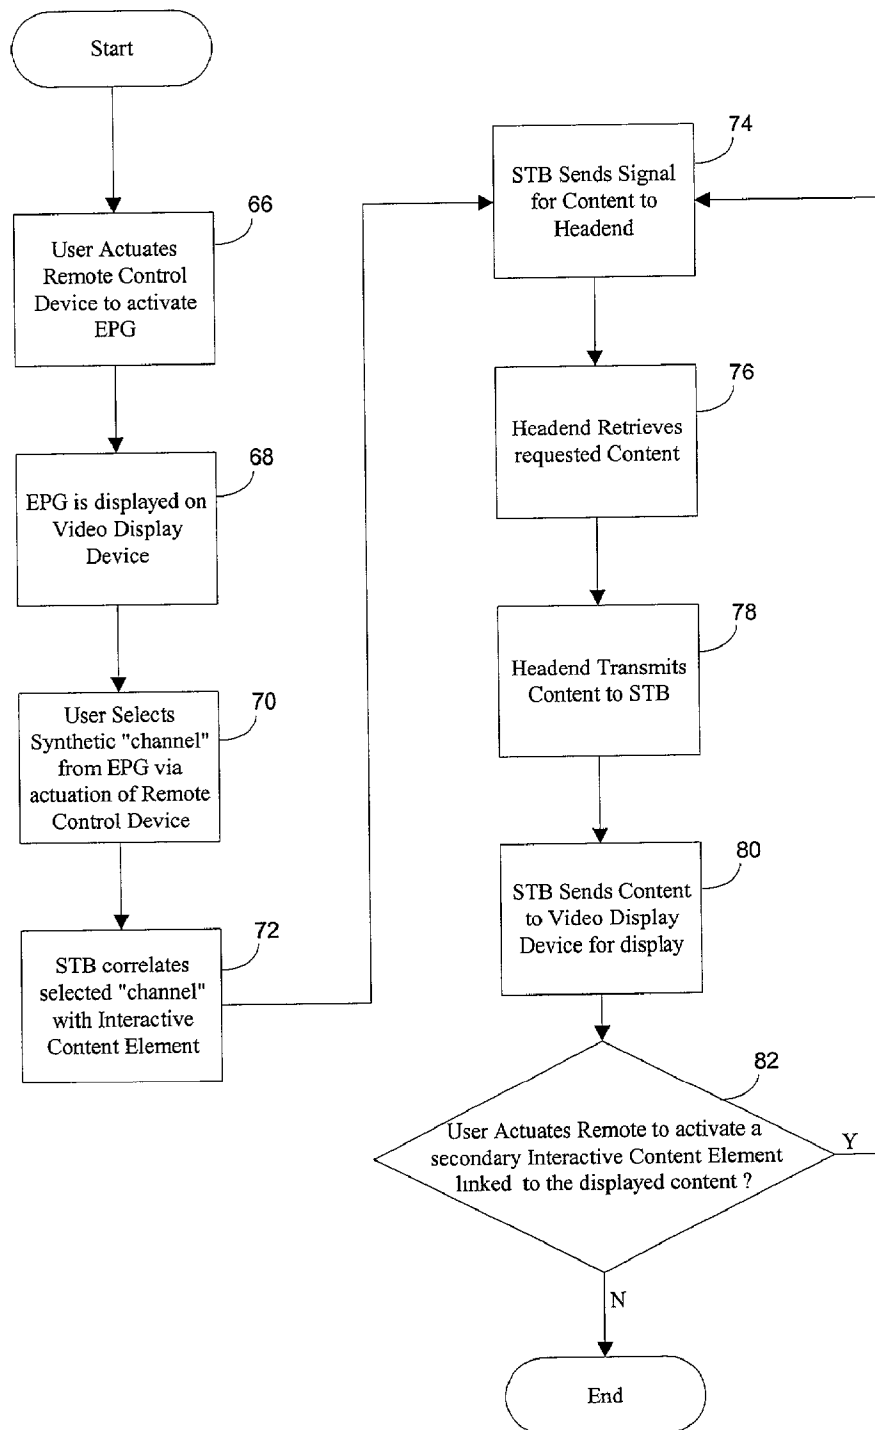 Start
66
User Actuates
Remote Control
Device to activate
EPG
68
EPG is displayed on
Video Display
Device
70
User Selects
Synthetic "channel"
from EPG via
actuation of Remote
Control Device
72
STB correlates
selected "channel"
with Interactive
Content Element
74
STB Sends Signal
for Content to
Headend
76
Headend Retrieves
requested Content
78
Headend Transmits
Content to STB
80
STB Sends Content
to Video Display
Device for display
82
User Actuates Remote to activate a
secondary Interactive Content Element
linked to the displayed content ?
Y
N
End